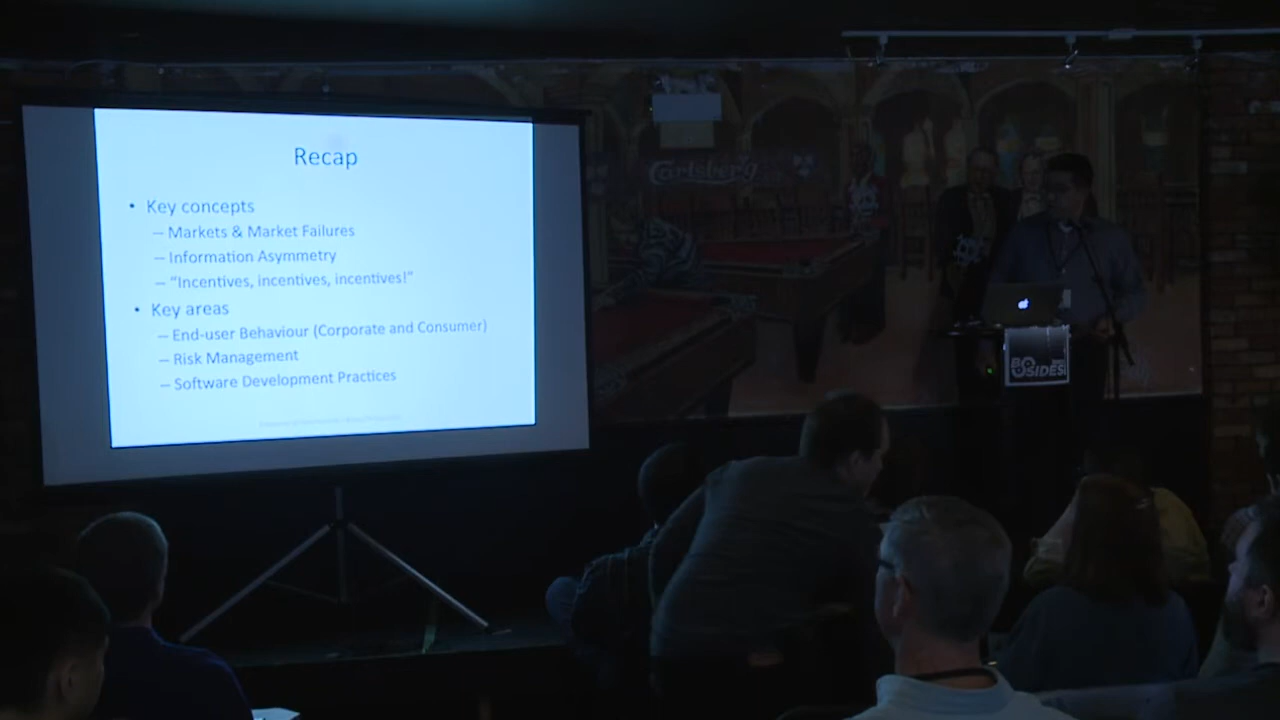 Recap
• Key concepts
– Markets & Market Failures
– Information Asymmetry
– “Incentives, incentives, incentives!”
• Key areas
– End-user Behaviour (Corporate and Consumer)
– Risk Management
– Software Development Practices
Carlsberg
BSIDES